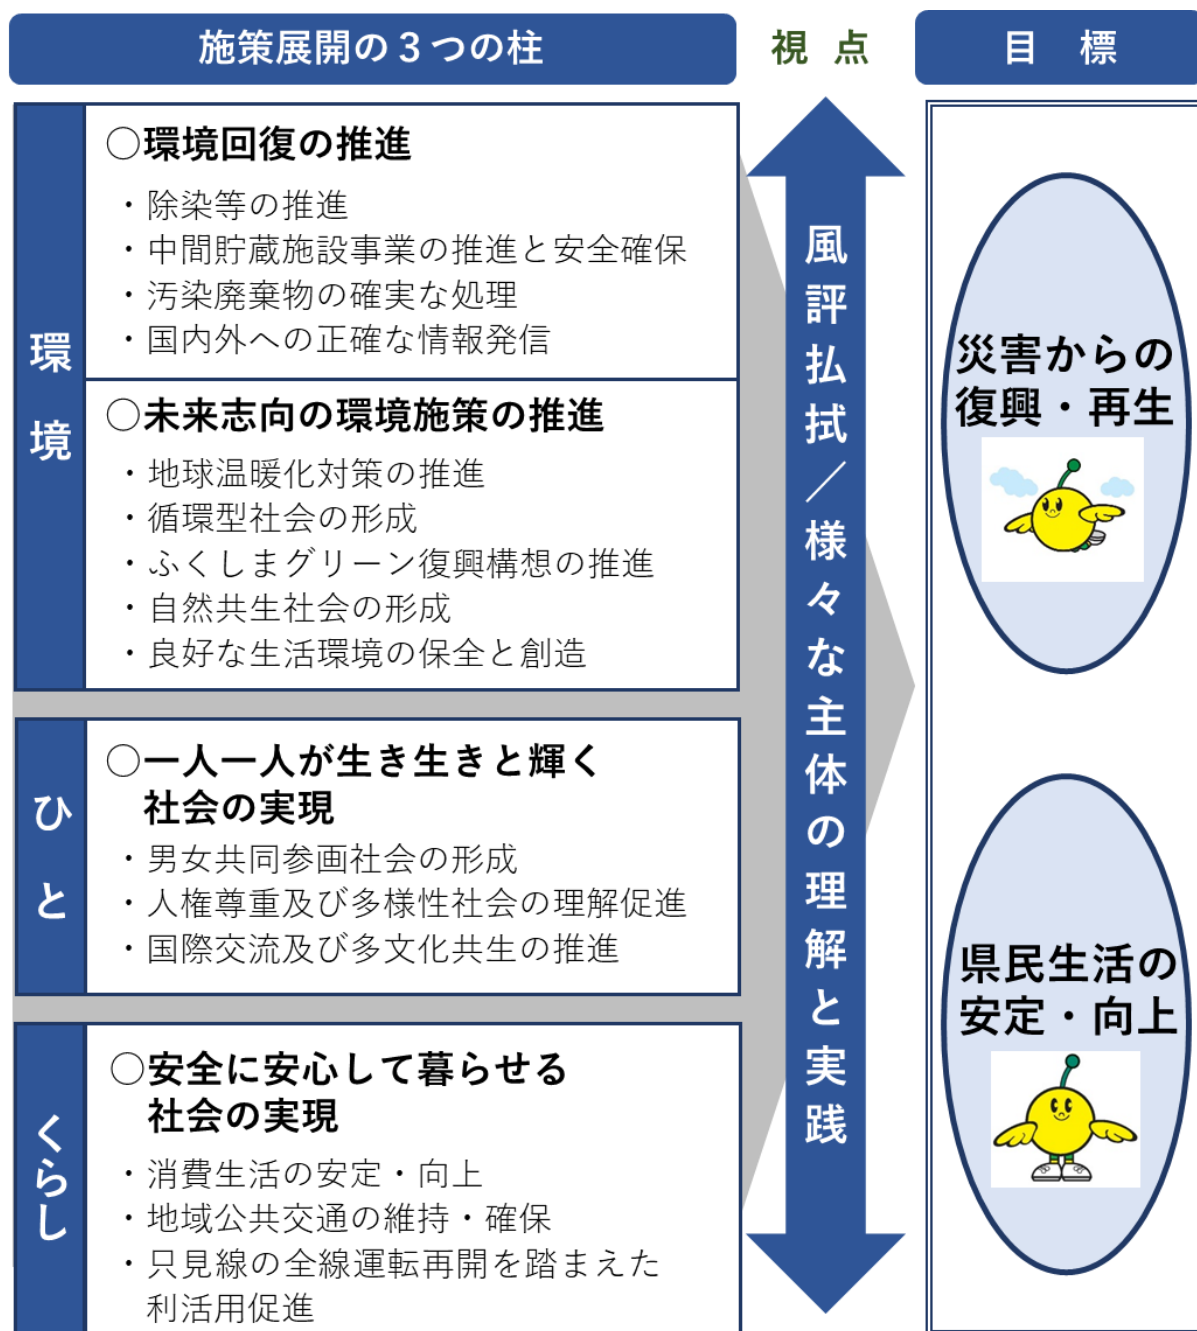 施策展開の３つの柱
環境
○環境回復の推進
・除染等の推進
・中間貯蔵施設事業の推進と安全確保
・汚染廃棄物の確実な処理
・国内外への正確な情報発信
○未来志向の環境施策の推進
・地球温暖化対策の推進
・循環型社会の形成
・ふくしまグリーン復興構想の推進
・自然共生社会の形成
・良好な生活環境の保全と創造
ひと
○一人一人が生き生きと輝く
社会の実現
・男女共同参画社会の形成
・人権尊重及び多様性社会の理解促進
・国際交流及び多文化共生の推進
くらし
○安全に安心して暮らせる
社会の実現
・消費生活の安定・向上
・地域公共交通の維持・確保
・只見線の全線運転再開を踏まえた
利活用促進
視点
風評払拭／様々な主体の理解と実践
目標
災害からの
復興・再生
県民生活の
安定・向上